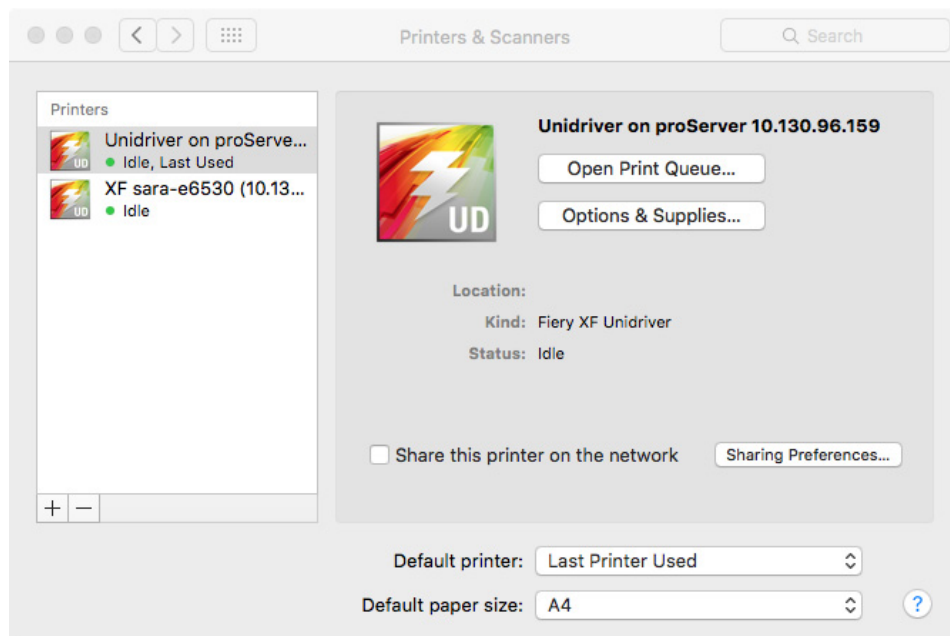 Printers & Scanners
Search
Printers
Unidriver on proServe...
Idle, Last Used
XF sara-e6530 (10.13...
Idle
UD
UD
UD
Unidriver on proServer 10.130.96.159
Open Print Queue...
Options & Supplies...
Location:
Kind: Fiery XF Unidriver
Status: Idle
Share this printer on the network
Sharing Preferences...
+ −
Default printer: Last Printer Used
Default paper size: A4
?